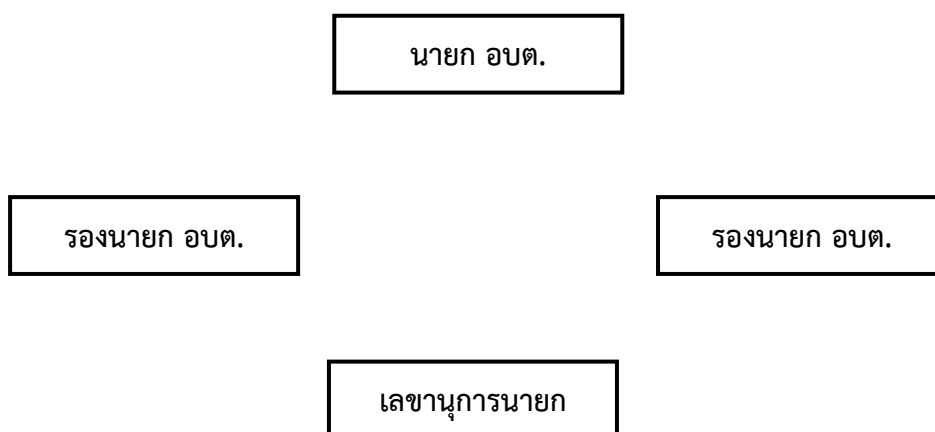 นายก อบต.
รองนายก อบต.
รองนายก อบต.
เลขานุการนายก